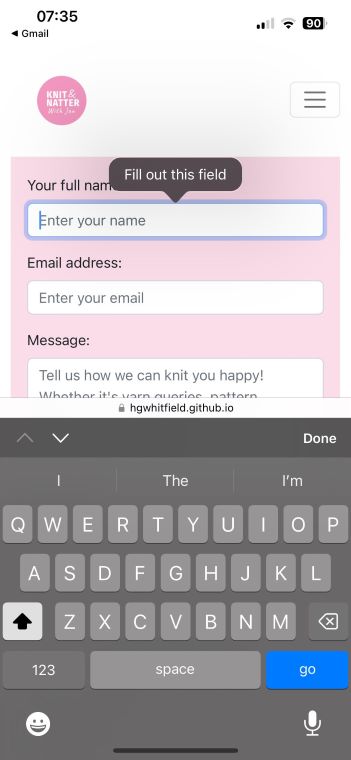 07:35
90
◀ Gmail
KNIT&
NATTER
With Jen
Your full nam
Fill out this field
Enter your name
Email address:
Enter your email
Message:
Tell us how we can knit you happy!
Whether it's yarn queries, pattern
hgwhitfield.github.io
Done
I The I'm
Q W E R T Y U I O P
A S D F G H J K L
Z X C V B N M
123 space go